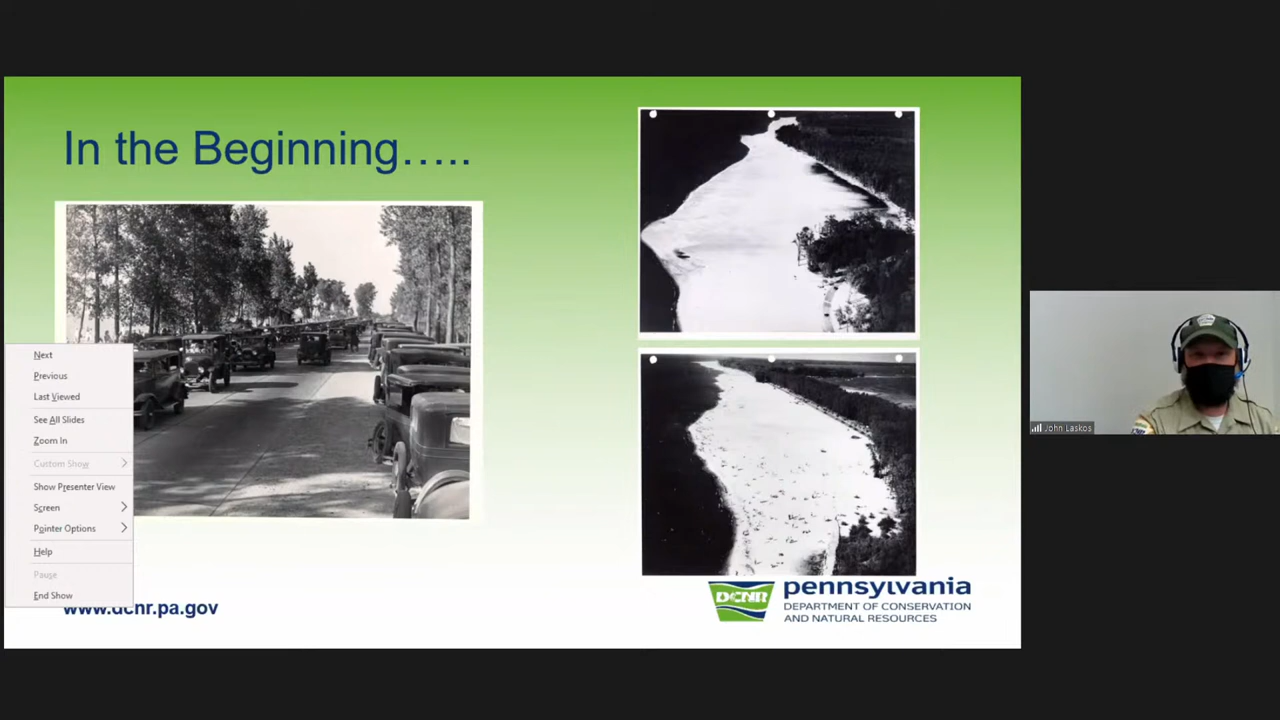 In the Beginning…..
Next
Previous
Last Viewed
See All Slides
Zoom In
Custom Show
Show Presenter View
Screen
Pointer Options
Help
Pause
End Show
www.dcnr.pa.gov
DCNR
pennsylvania
DEPARTMENT OF CONSERVATION
AND NATURAL RESOURCES
John Laskos